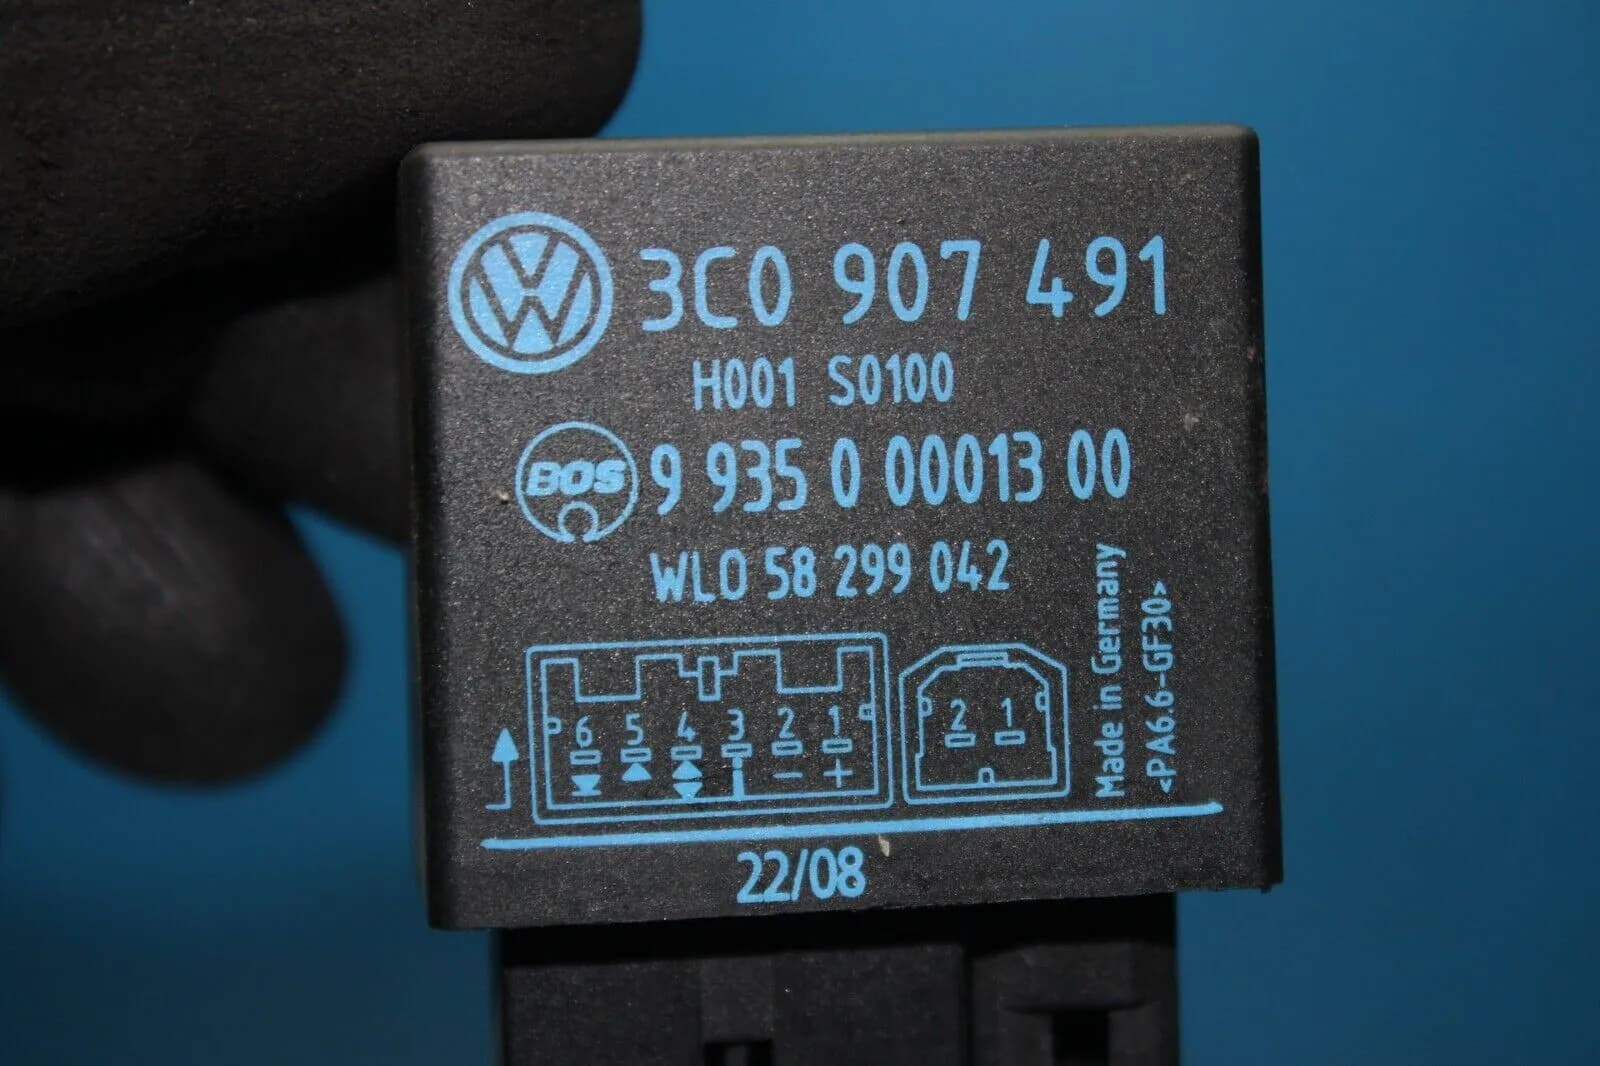 3C0 907 491
H001 S0100
BOS 9 935 0 00013 00
WL0 58 299 042
6 5 4 3 2 1
− +
2 1
Made in Germany
<PA6.6-GF30>
22/08